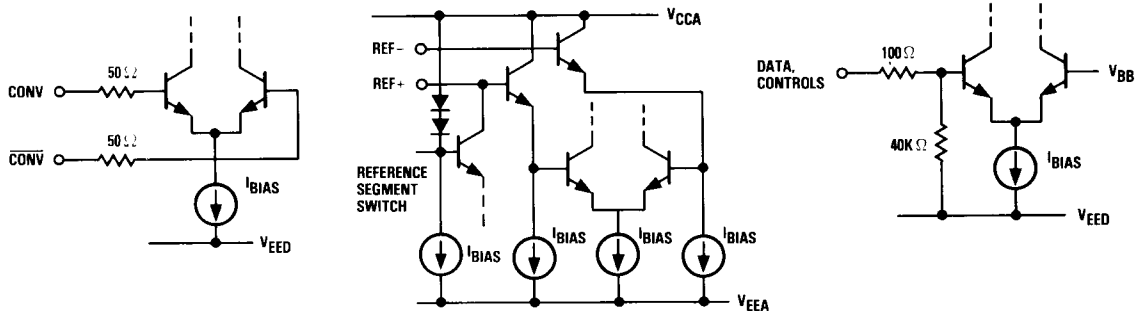 CONV
50Ω
CONV
50Ω
IBIAS
VEED
VCCA
REF−
REF+
REFERENCE
SEGMENT
SWITCH
IBIAS
IBIAS
IBIAS
IBIAS
VEEA
DATA,
CONTROLS
100Ω
40KΩ
VBB
IBIAS
VEED